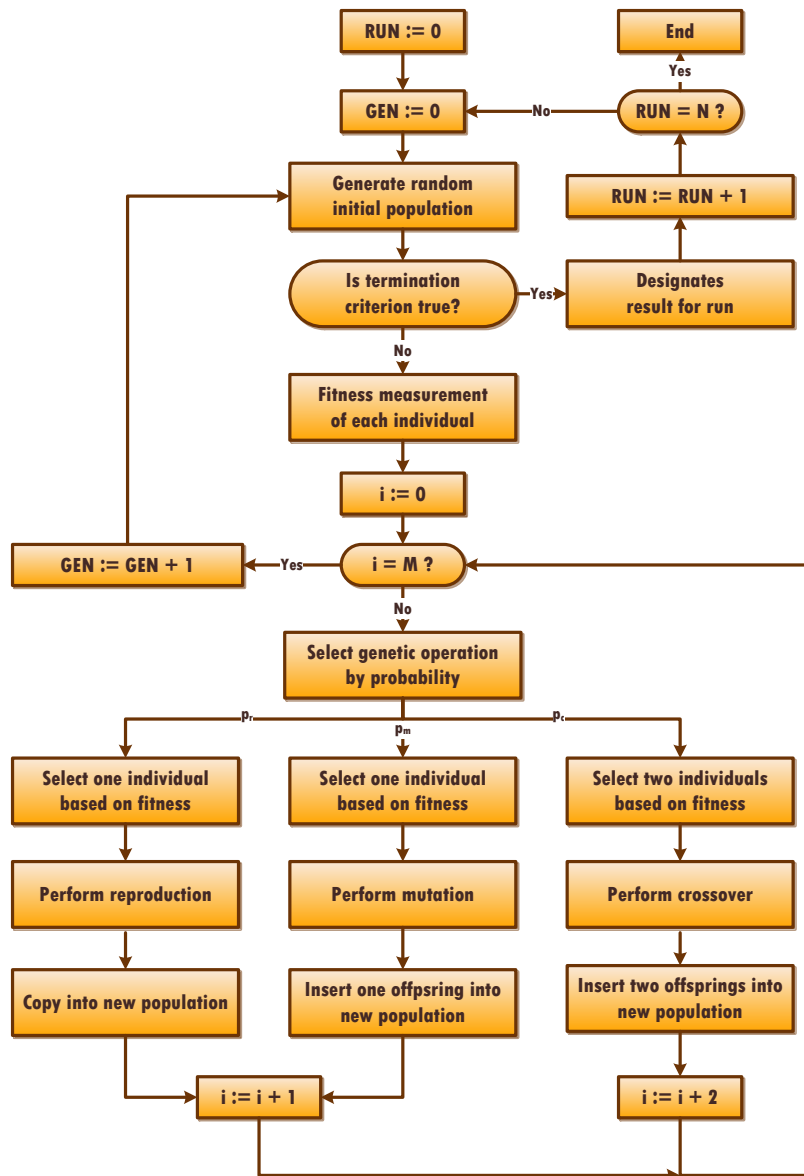 RUN := 0
End
Yes
GEN := 0
No
RUN = N ?
Generate random
initial population
RUN := RUN + 1
Is termination
criterion true?
Yes
Designates
result for run
No
Fitness measurement
of each individual
i := 0
GEN := GEN + 1
Yes
i = M ?
No
Select genetic operation
by probability
pr
pm
pc
Select one individual
based on fitness
Select one individual
based on fitness
Select two individuals
based on fitness
Perform reproduction
Perform mutation
Perform crossover
Copy into new population
Insert one offpsring into
new population
Insert two offsprings into
new population
i := i + 1
i := i + 2